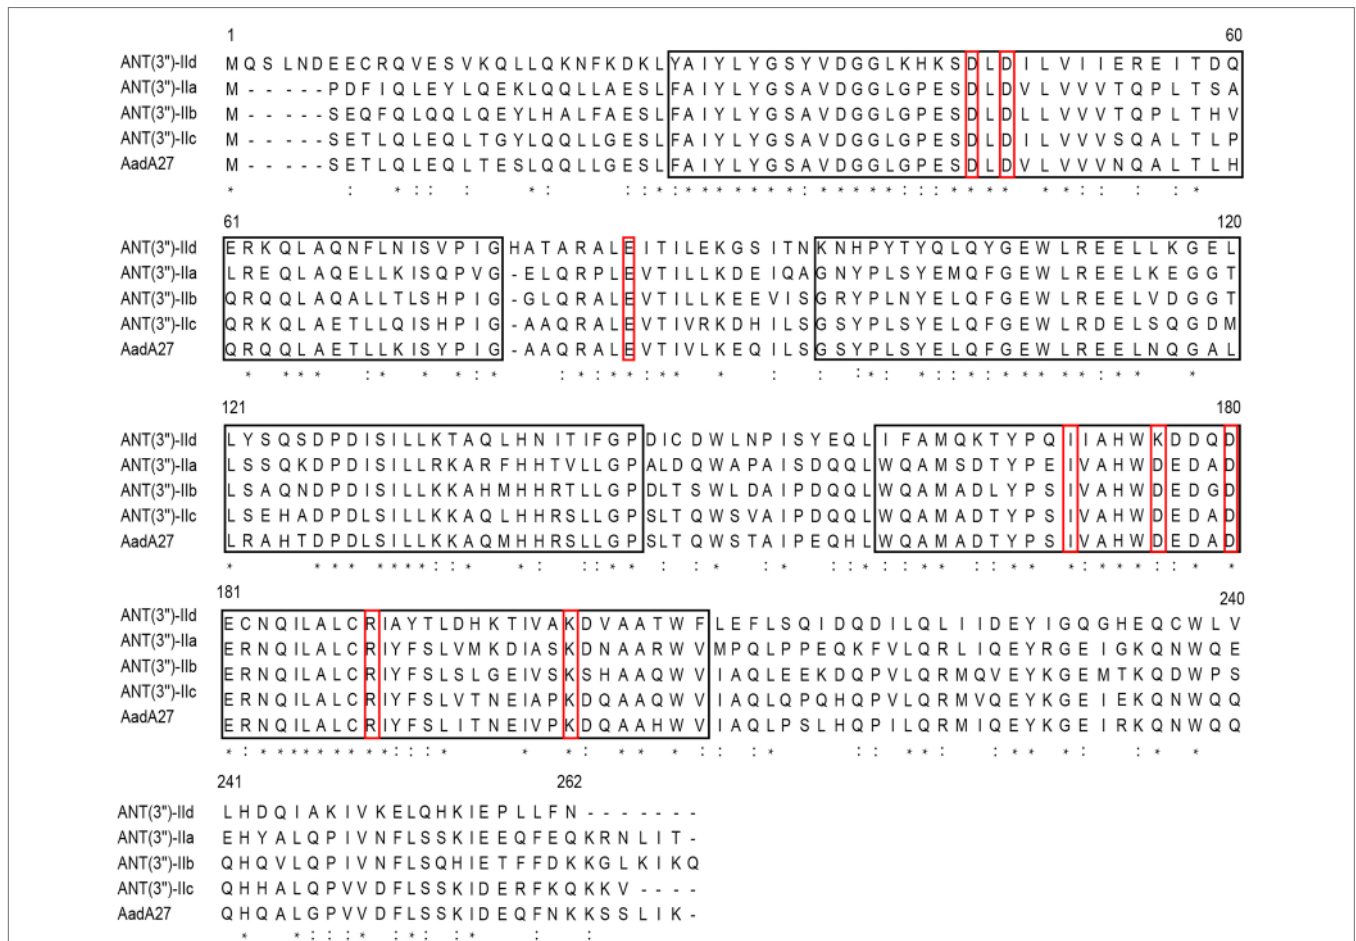 1 60
ANT(3")-IId M Q S L N D E E C R Q V E S V K Q L L Q K N F K D K L Y A I Y L Y G S Y V D G G L K H K S D L D I L V I I E R E I T D Q
ANT(3")-IIa M - - - - - P D F I Q L E Y L Q E K L Q Q L L A E S L F A I Y L Y G S A V D G G L G P E S D L D V L V V V T Q P L T S A
ANT(3")-IIb M - - - - - S E Q F Q L Q Q L Q E Y L H A L F A E S L F A I Y L Y G S A V D G G L G P E S D L D L L V V V T Q P L T H V
ANT(3")-IIc M - - - - - S E T L Q L E Q L T G Y L Q Q L L G E S L F A I Y L Y G S A V D G G L G P E S D L D I L V V V S Q A L T L P
AadA27 M - - - - - S E T L Q L E Q L T E S L Q Q L L G E S L F A I Y L Y G S A V D G G L G P E S D L D V L V V V N Q A L T L H
* : * : : : * : : : * : * * * * * * * * * * * * * : : : * * * * * * : : : : *
61 120
ANT(3")-IId E R K Q L A Q N F L N I S V P I G H A T A R A L E I T I L E K G S I T N K N H P Y T Y Q L Q Y G E W L R E E L L K G E L
ANT(3")-IIa L R E Q L A Q E L L K I S Q P V G - E L Q R P L E V T I L L K D E I Q A G N Y P L S Y E M Q F G E W L R E E L K E G G T
ANT(3")-IIb Q R Q Q L A Q A L L T L S H P I G - G L Q R A L E V T I L L K E E V I S G R Y P L N Y E L Q F G E W L R E E L V D G G T
ANT(3")-IIc Q R K Q L A E T L L Q I S H P I G - A A Q R A L E V T I V R K D H I L S G S Y P L S Y E L Q F G E W L R D E L S Q G D M
AadA27 Q R Q Q L A E T L L K I S Y P I G - A A Q R A L E V T I V L K E Q I L S G S Y P L S Y E L Q F G E W L R E E L N Q G A L
* * * * : * * : * * : * : * : * * * : : : * * : * : * * * * * : * * *
121 180
ANT(3")-IId L Y S Q S D P D I S I L L K T A Q L H N I T I F G P D I C D W L N P I S Y E Q L I F A M Q K T Y P Q I I A H W K D D Q D
ANT(3")-IIa L S S Q K D P D I S I L L R K A R F H H T V L L G P A L D Q W A P A I S D Q Q L W Q A M S D T Y P E I V A H W D E D A D
ANT(3")-IIb L S A Q N D P D I S I L L K K A H M H H R T L L G P D L T S W L D A I P D Q Q L W Q A M A D L Y P S I V A H W D E D G D
ANT(3")-IIc L S E H A D P D L S I L L K K A Q L H H R S L L G P S L T Q W S V A I P D Q Q L W Q A M A D T Y P S I V A H W D E D A D
AadA27 L R A H T D P D L S I L L K K A Q M H H R S L L G P S L T Q W S T A I P E Q H L W Q A M A D T Y P S I V A H W D E D A D
* * * * : * * * * : : * * : : : * * : * * : : * : * * * * * : * * * : : *
181 240
ANT(3")-IId E C N Q I L A L C R I A Y T L D H K T I V A K D V A A T W F L E F L S Q I D Q D I L Q L I I D E Y I G Q G H E Q C W L V
ANT(3")-IIa E R N Q I L A L C R I Y F S L V M K D I A S K D N A A R W V M P Q L P P E Q K F V L Q R L I Q E Y R G E I G K Q N W Q E
ANT(3")-IIb E R N Q I L A L C R I Y F S L S L G E I V S K S H A A Q W V I A Q L E E K D Q P V L Q R M Q V E Y K G E M T K Q D W P S
ANT(3")-IIc E R N Q I L A L C R I Y F S L V T N E I A P K D Q A A Q W V I A Q L P Q H Q P V L Q R M V Q E Y K G E I E K Q N W Q Q
AadA27 E R N Q I L A L C R I Y F S L I T N E I V P K D Q A A H W V I A Q L P S L H Q P I L Q R M I Q E Y K G E I R K Q N W Q Q
* : * * * * * * * * * : : : * * : * * * : : * : : * * : : * * : : * *
241 262
ANT(3")-IId L H D Q I A K I V K E L Q H K I E P L L F N - - - - - - -
ANT(3")-IIa E H Y A L Q P I V N F L S S K I E E Q F E Q K R N L I T -
ANT(3")-IIb Q H Q V L Q P I V N F L S Q H I E T F F D K K G L K I K Q
ANT(3")-IIc Q H H A L Q P V V D F L S S K I D E R F K Q K K V - - - -
AadA27 Q H Q A L G P V V D F L S S K I D E Q F N K K S S L I K -
* * : : * * : : * : :